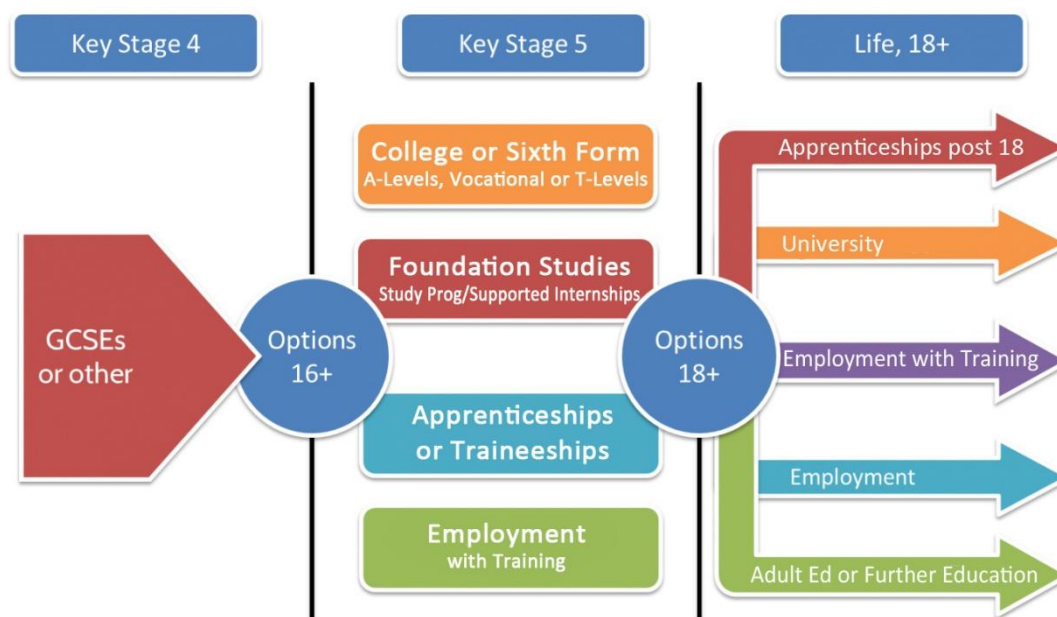 Key Stage 4
Key Stage 5
Life, 18+
GCSEs
or other
Options
16+
College or Sixth Form
A-Levels, Vocational or T-Levels
Foundation Studies
Study Prog/Supported Internships
Apprenticeships
or Traineeships
Employment
with Training
Options
18+
Apprenticeships post 18
University
Employment with Training
Employment
Adult Ed or Further Education